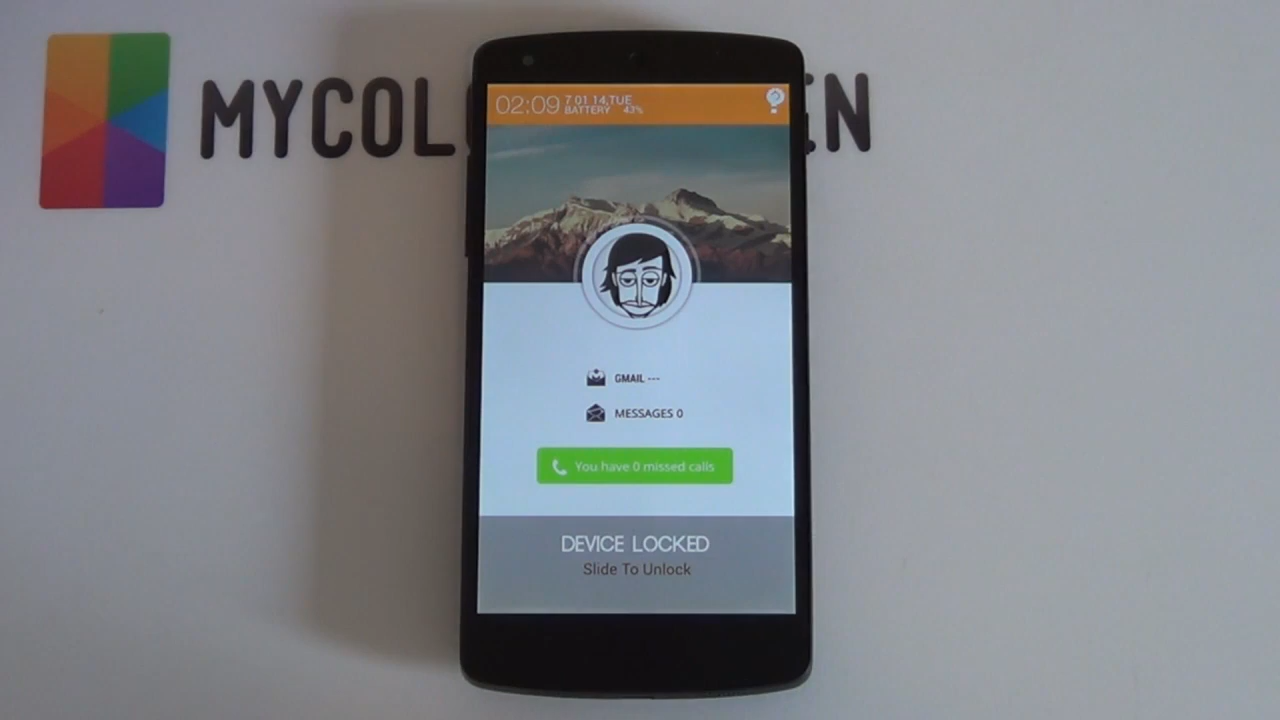 MYCOL EN
02:09 7 01 14,TUE
BATTERY 43%
GMAIL ---
MESSAGES 0
You have 0 missed calls
DEVICE LOCKED
Slide To Unlock